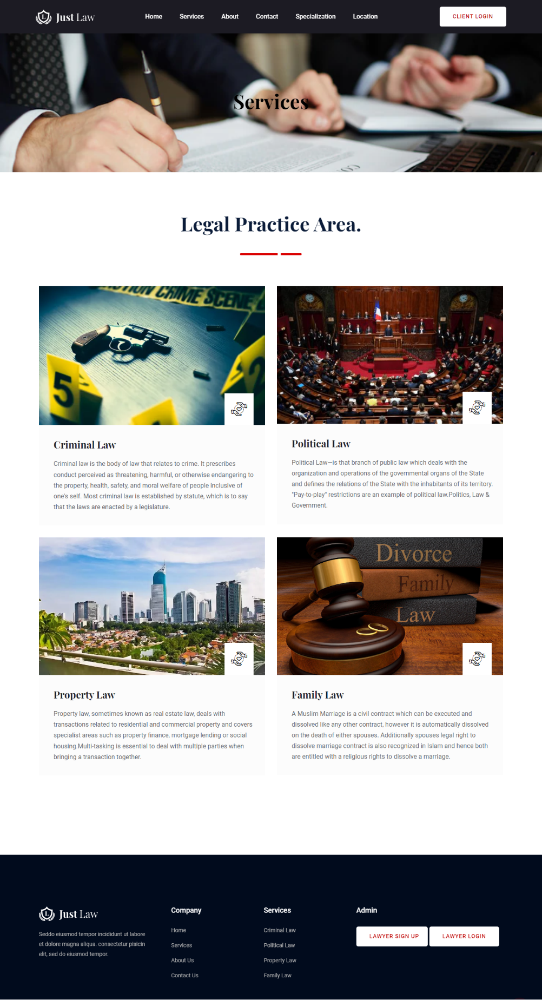 Just Law
Home
Services
About
Contact
Specialization
Location
CLIENT LOGIN
Services
Legal Practice Area.
CRIME SCENE
5
2
Criminal Law
Criminal law is the body of law that relates to crime. It prescribes
conduct perceived as threatening, harmful, or otherwise endangering to
the property, health, safety, and moral welfare of people inclusive of
one's self. Most criminal law is established by statute, which is to say
that the laws are enacted by a legislature.
Political Law
Political Law—is that branch of public law which deals with the
organization and operations of the governmental organs of the State
and defines the relations of the State with the inhabitants of its territory.
"Pay-to-play" restrictions are an example of political law.Politics, Law &
Government.
Divorce
Family
Law
Property Law
Property law, sometimes known as real estate law, deals with
transactions related to residential and commercial property and covers
specialist areas such as property finance, mortgage lending or social
housing.Multi-tasking is essential to deal with multiple parties when
bringing a transaction together.
Family Law
A Muslim Marriage is a civil contract which can be executed and
dissolved like any other contract, however it is automatically dissolved
on the death of either spouses. Additionally spouses legal right to
dissolve marriage contract is also recognized in Islam and hence both
are entitled with a religious rights to dissolve a marriage.
L Just Law
Seddo eiusmod tempor incididunt ut labore
et dolore magna aliqua. consectetur pisicin
elit, sed do eiusmod tempor.
Company
Home
Services
About Us
Contact Us
Services
Criminal Law
Political Law
Property Law
Family Law
Admin
LAWYER SIGN UP
LAWYER LOGIN